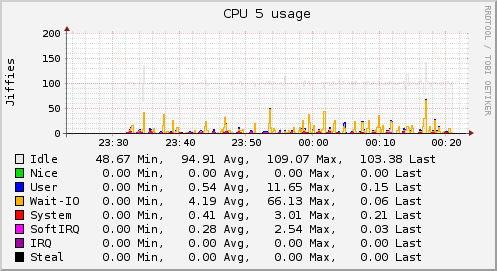 CPU 5 usage
RRDTOOL / TOBI OETIKER
Jiffies
200
150
100
50
0
23:30 23:40 23:50 00:00 00:10 00:20
Idle 48.67 Min, 94.91 Avg, 109.07 Max, 103.38 Last
Nice 0.00 Min, 0.00 Avg, 0.00 Max, 0.00 Last
User 0.00 Min, 0.54 Avg, 11.65 Max, 0.15 Last
Wait-IO 0.00 Min, 4.19 Avg, 66.13 Max, 0.06 Last
System 0.00 Min, 0.41 Avg, 3.01 Max, 0.21 Last
SoftIRQ 0.00 Min, 0.28 Avg, 2.54 Max, 0.03 Last
IRQ 0.00 Min, 0.00 Avg, 0.00 Max, 0.00 Last
Steal 0.00 Min, 0.00 Avg, 0.00 Max, 0.00 Last